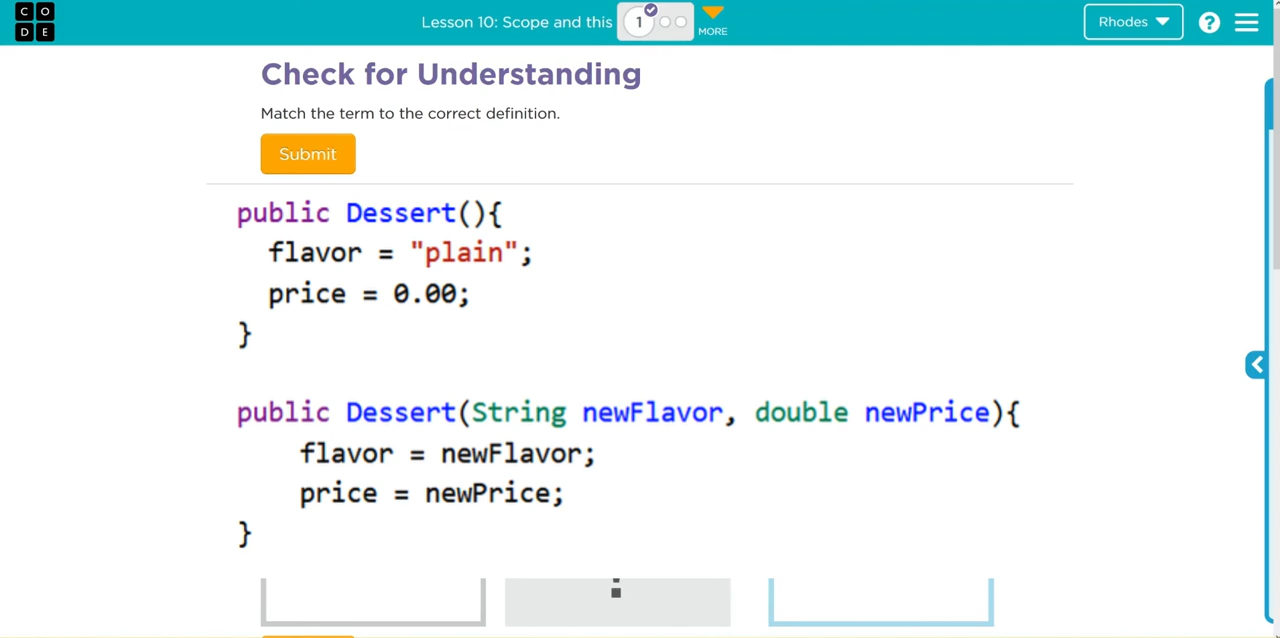 C O
D E
Lesson 10: Scope and this
1
MORE
Rhodes
?
Check for Understanding
Match the term to the correct definition.
Submit
public Dessert(){
  flavor = "plain";
  price = 0.00;
}
public Dessert(String newFlavor, double newPrice){
    flavor = newFlavor;
    price = newPrice;
}